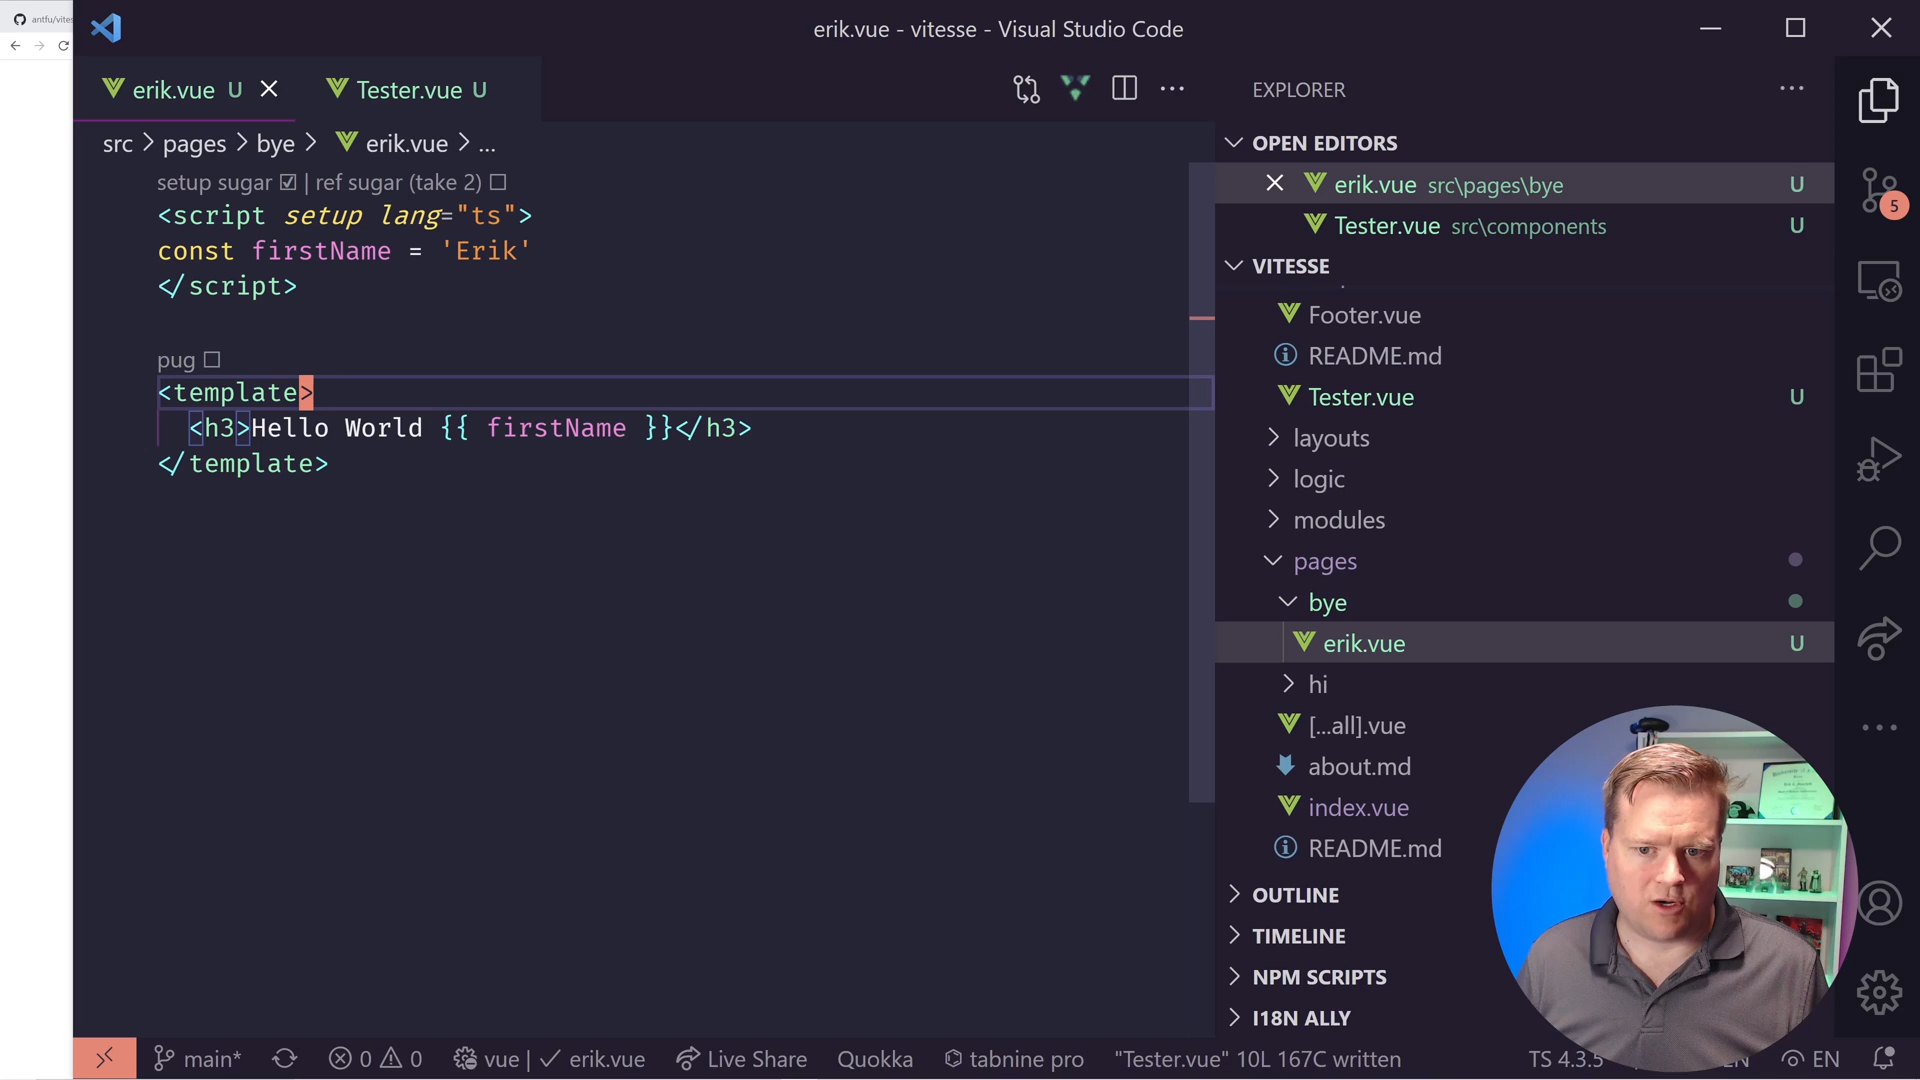 antfu/vites
erik.vue - vitesse - Visual Studio Code
erik.vue U
Tester.vue U
src > pages > bye > erik.vue > ...
setup sugar ☑ | ref sugar (take 2) ☐
<script setup lang="ts">
const firstName = 'Erik'
</script>
pug ☐
<template>
<h3>Hello World {{ firstName }}</h3>
</template>
EXPLORER
OPEN EDITORS
erik.vue src\pages\bye U
Tester.vue src\components U
VITESSE
Footer.vue
README.md
Tester.vue U
layouts
logic
modules
pages
bye
erik.vue U
hi
[...all].vue
about.md
index.vue
README.md
OUTLINE
TIMELINE
NPM SCRIPTS
I18N ALLY
5
main* 0 0 vue | ✓ erik.vue Live Share Quokka tabnine pro "Tester.vue" 10L 167C written TS 4.3.5 EN